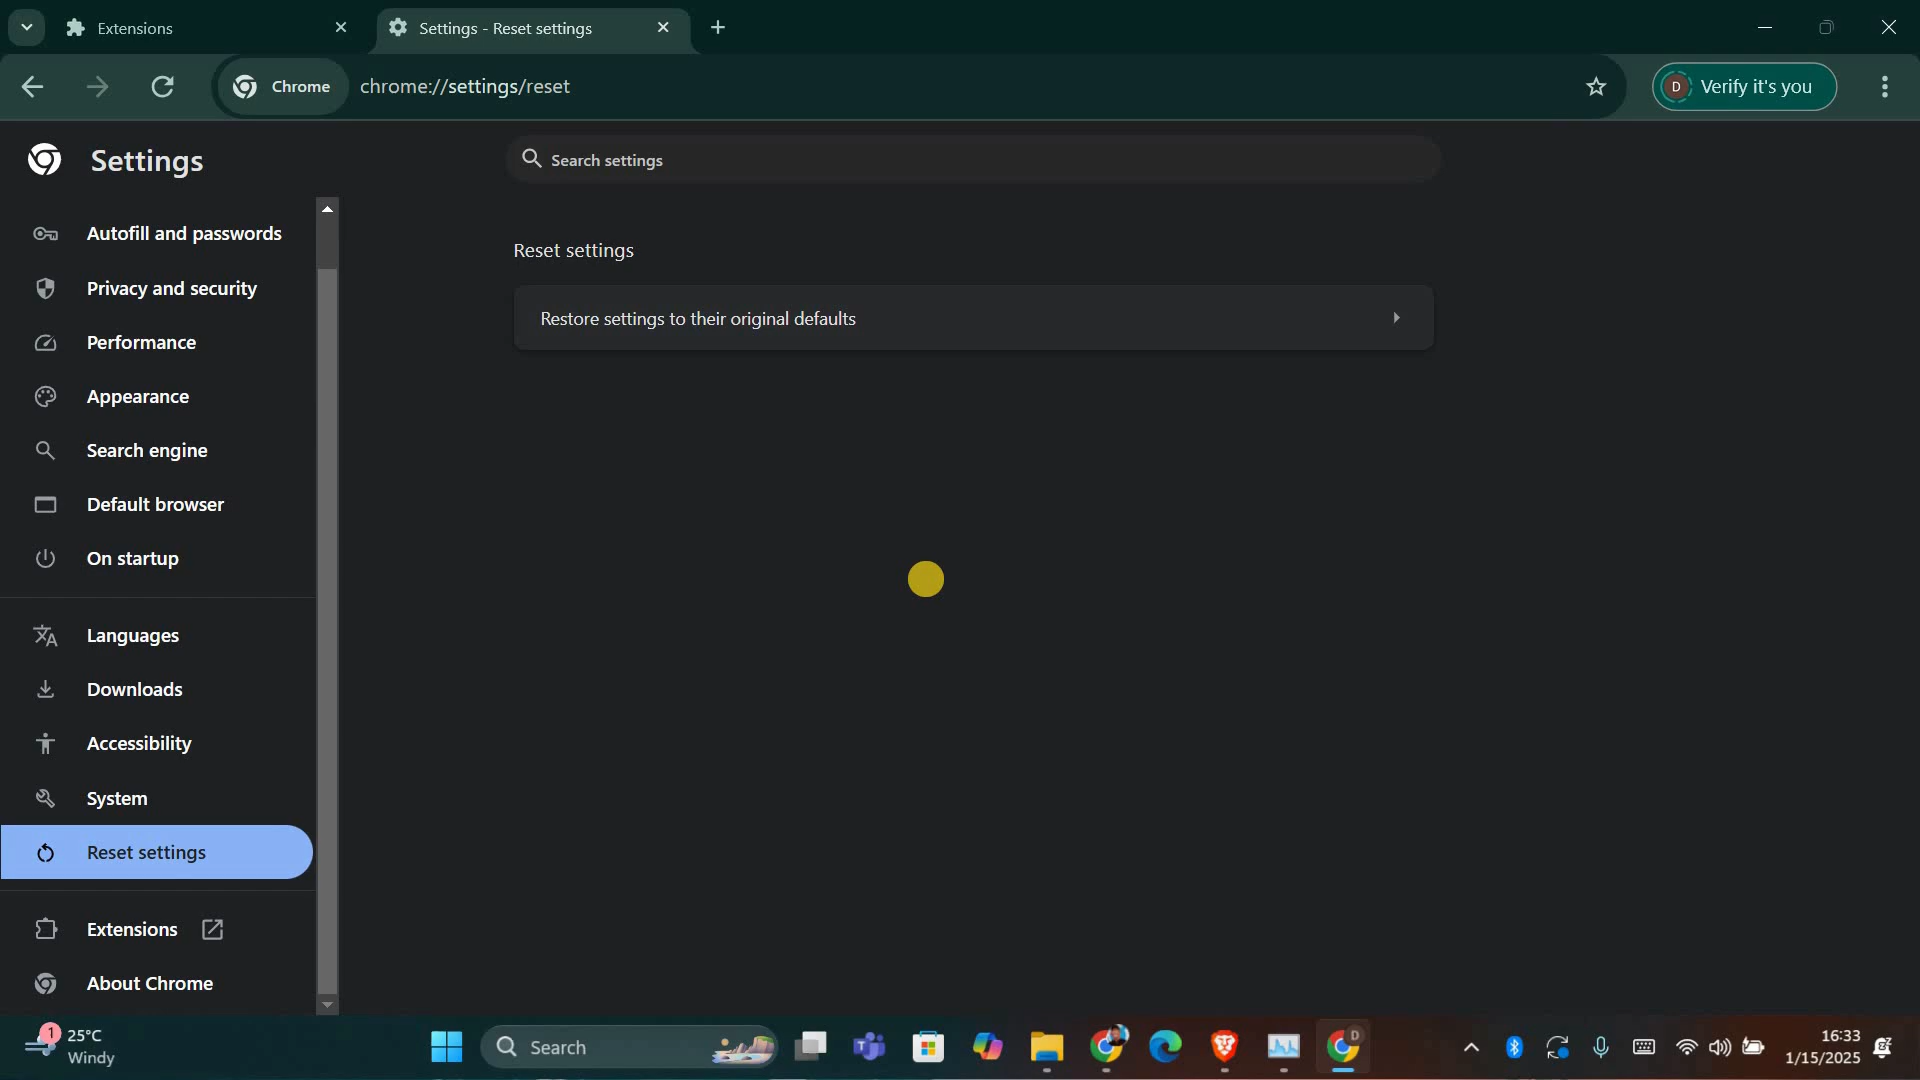 Extensions
Settings - Reset settings
Chrome
chrome://settings/reset
D
Verify it's you
Settings
Search settings
Autofill and passwords
Privacy and security
Performance
Appearance
Search engine
Default browser
On startup
Languages
Downloads
Accessibility
System
Reset settings
Extensions
About Chrome
Reset settings
Restore settings to their original defaults
1
25°C
Windy
Search
D
16:33
1/15/2025